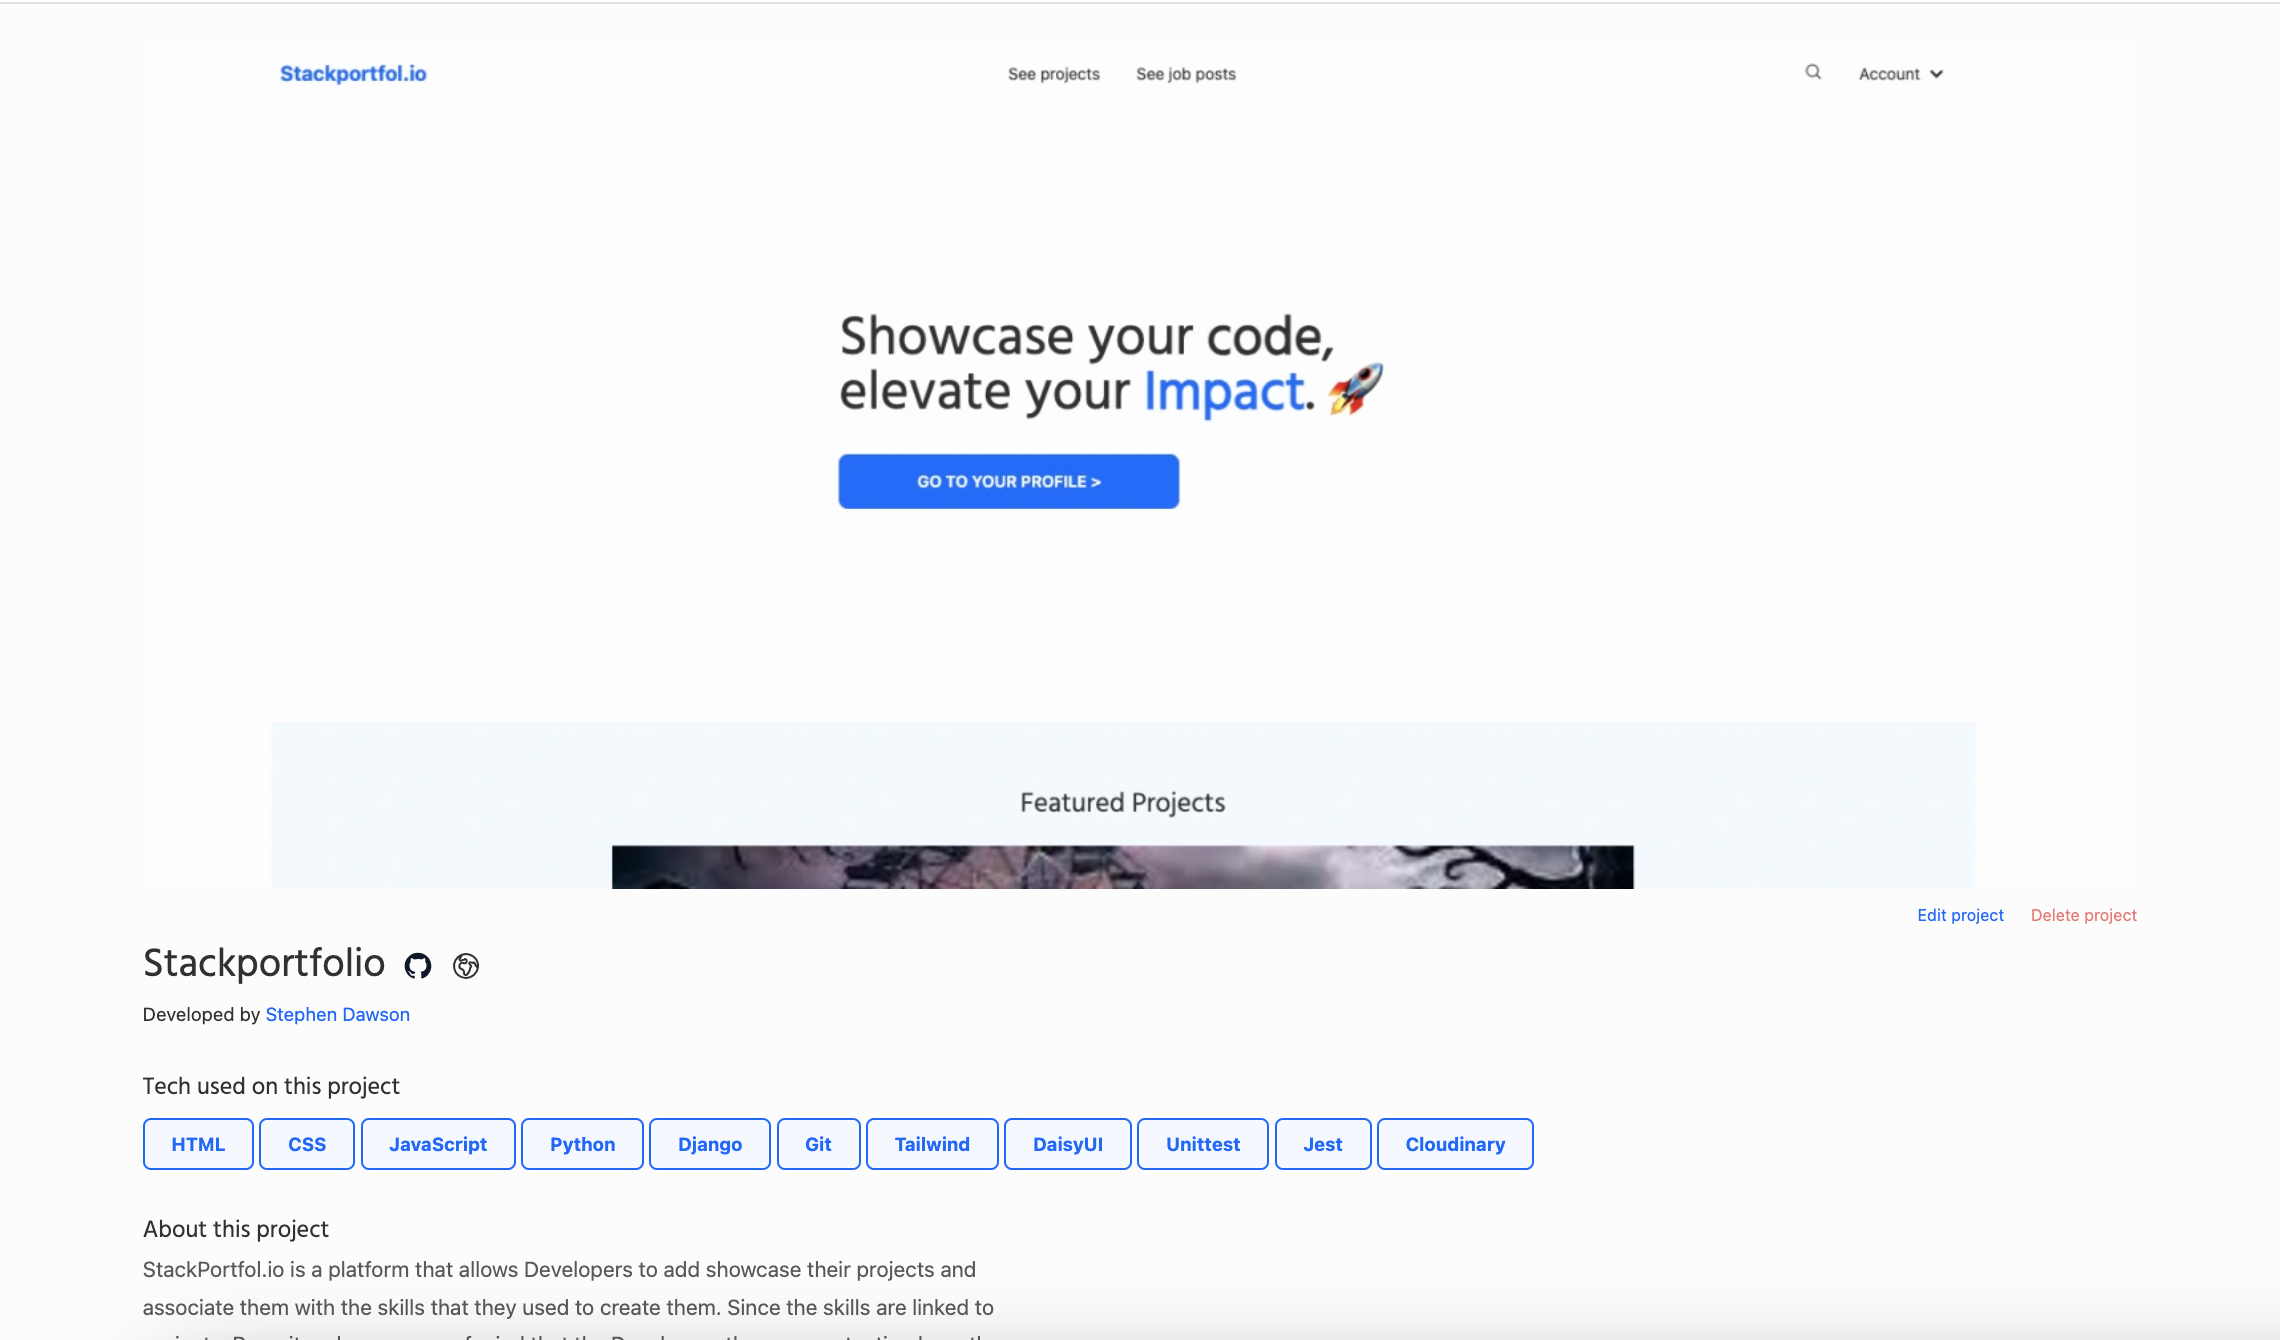 Stackportfol.io
See projects
See job posts
Account
Showcase your code,
elevate your Impact.
GO TO YOUR PROFILE >
Featured Projects
Edit project
Delete project
Stackportfolio
Developed by Stephen Dawson
Tech used on this project
HTML
CSS
JavaScript
Python
Django
Git
Tailwind
DaisyUI
Unittest
Jest
Cloudinary
About this project
StackPortfol.io is a platform that allows Developers to add showcase their projects and
associate them with the skills that they used to create them. Since the skills are linked to